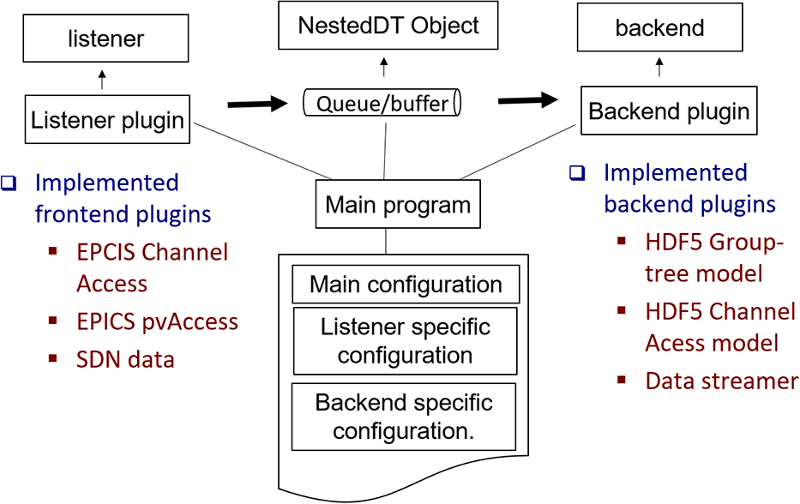 listener
NestedDT Object
backend
Listener plugin
Queue/buffer
Backend plugin
Implemented
frontend plugins
EPCIS Channel
Access
EPICS pvAccess
SDN data
Main program
Main configuration
Listener specific
configuration
Backend specific
configuration.
Implemented
backend plugins
HDF5 Group-
tree model
HDF5 Channel
Acess model
Data streamer